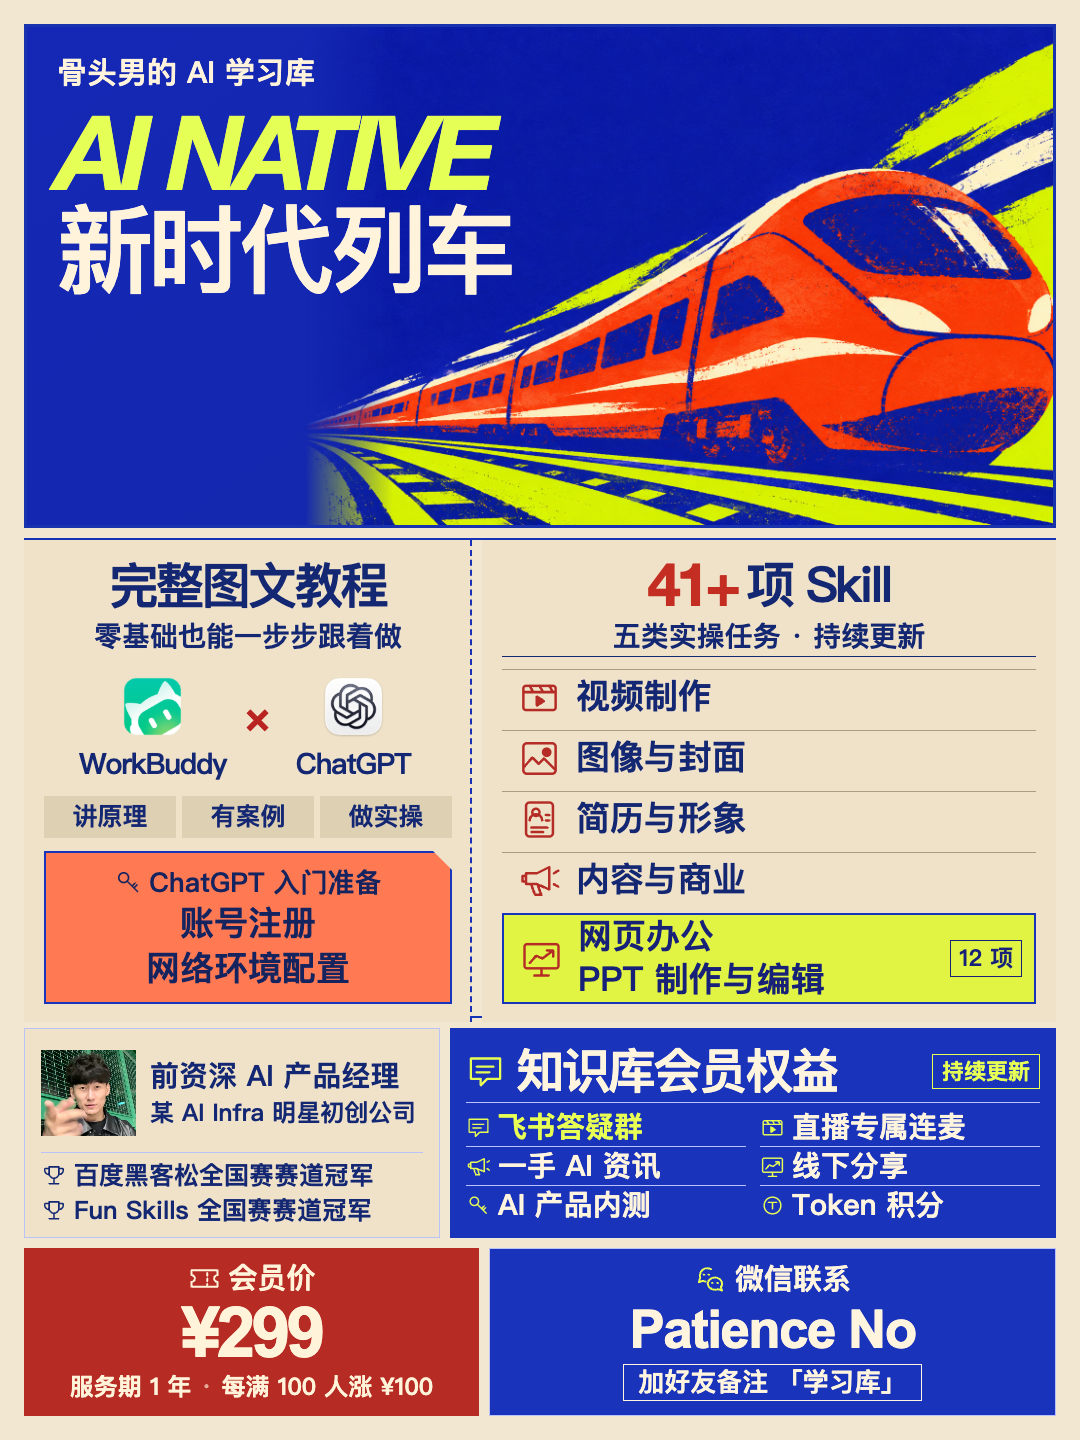 骨头男的 AI 学习库
AI NATIVE
新时代列车
完整图文教程
零基础也能一步步跟着做
WorkBuddy × ChatGPT
讲原理 有案例 做实操
ChatGPT 入门准备
账号注册
网络环境配置
41+项 Skill
五类实操任务 · 持续更新
视频制作
图像与封面
简历与形象
内容与商业
网页办公
PPT 制作与编辑
12 项
前资深 AI 产品经理
某 AI Infra 明星初创公司
百度黑客松全国赛赛道冠军
Fun Skills 全国赛赛道冠军
知识库会员权益
持续更新
飞书答疑群 直播专属连麦
一手 AI 资讯 线下分享
AI 产品内测 Token 积分
会员价
¥299
服务期 1 年 · 每满 100 人涨 ¥100
微信联系
Patience No
加好友备注 「学习库」